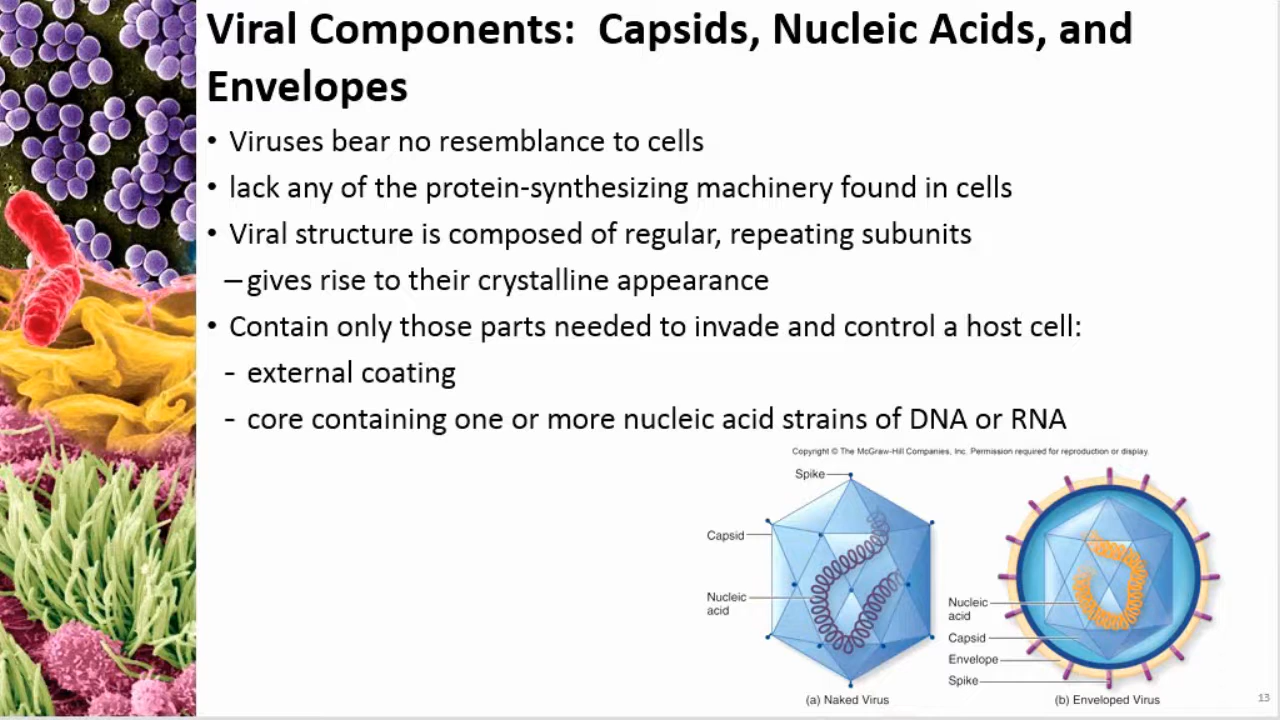 Viral Components:  Capsids, Nucleic Acids, and
Envelopes
• Viruses bear no resemblance to cells
• lack any of the protein-synthesizing machinery found in cells
• Viral structure is composed of regular, repeating subunits
–gives rise to their crystalline appearance
• Contain only those parts needed to invade and control a host cell:
- external coating
- core containing one or more nucleic acid strains of DNA or RNA
Copyright © The McGraw-Hill Companies, Inc. Permission required for reproduction or display.
Spike
Capsid
Nucleic
acid
(a) Naked Virus
Nucleic
acid
Capsid
Envelope
Spike
(b) Enveloped Virus
13